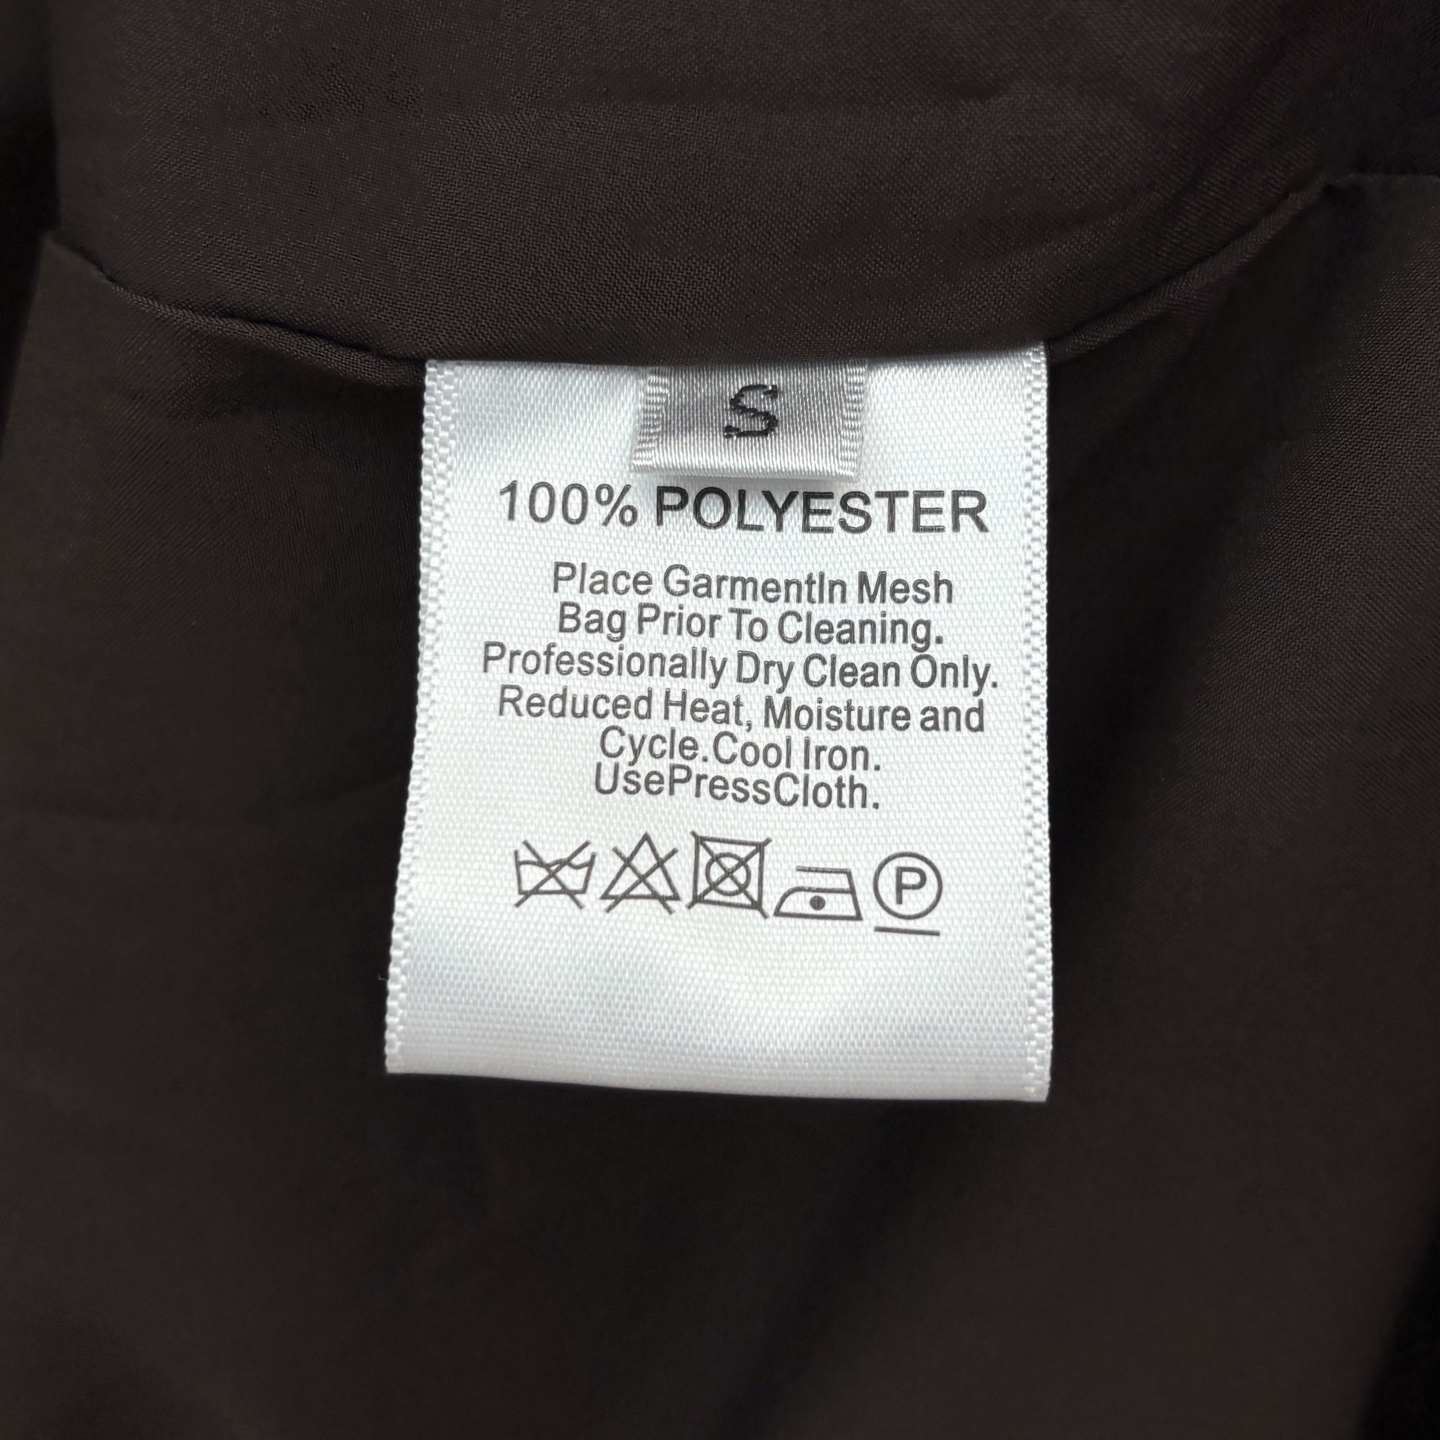 S
100% POLYESTER
Place GarmentIn Mesh
Bag Prior To Cleaning.
Professionally Dry Clean Only.
Reduced Heat, Moisture and
Cycle.Cool Iron.
UsePressCloth.
P